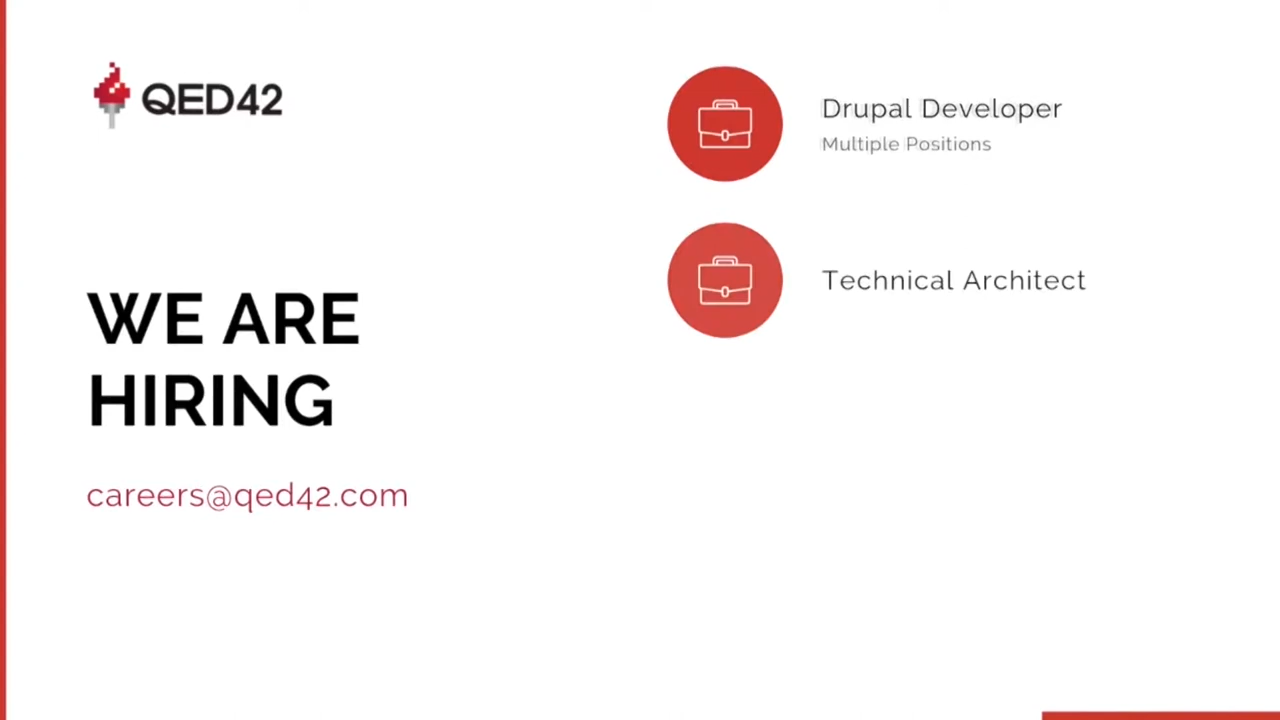 QED42
WE ARE
HIRING
careers@qed42.com
Drupal Developer
Multiple Positions
Technical Architect